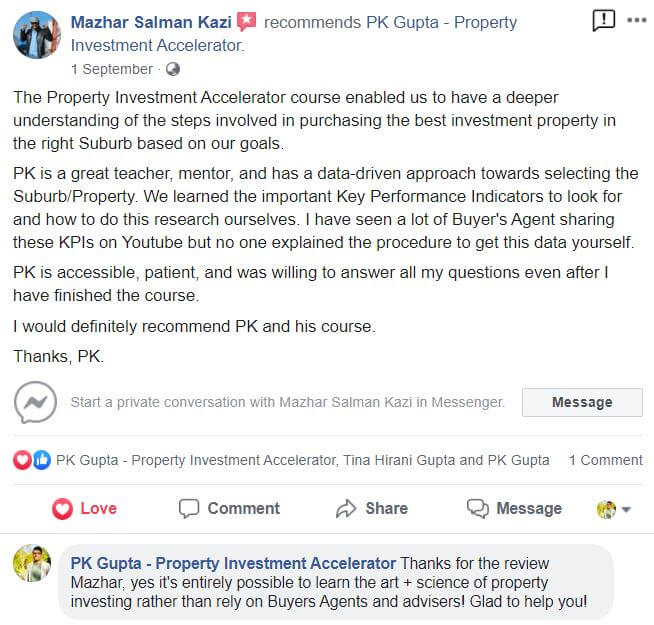 Mazhar Salman Kazi recommends PK Gupta - Property
Investment Accelerator.
1 September ·
The Property Investment Accelerator course enabled us to have a deeper
understanding of the steps involved in purchasing the best investment property in
the right Suburb based on our goals.
PK is a great teacher, mentor, and has a data-driven approach towards selecting the
Suburb/Property. We learned the important Key Performance Indicators to look for
and how to do this research ourselves. I have seen a lot of Buyer's Agent sharing
these KPIs on Youtube but no one explained the procedure to get this data yourself.
PK is accessible, patient, and was willing to answer all my questions even after I
have finished the course.
I would definitely recommend PK and his course.
Thanks, PK.
Start a private conversation with Mazhar Salman Kazi in Messenger.
Message
PK Gupta - Property Investment Accelerator, Tina Hirani Gupta and PK Gupta
1 Comment
Love
Comment
Share
Message
PK Gupta - Property Investment Accelerator Thanks for the review
Mazhar, yes it's entirely possible to learn the art + science of property
investing rather than rely on Buyers Agents and advisers! Glad to help you!